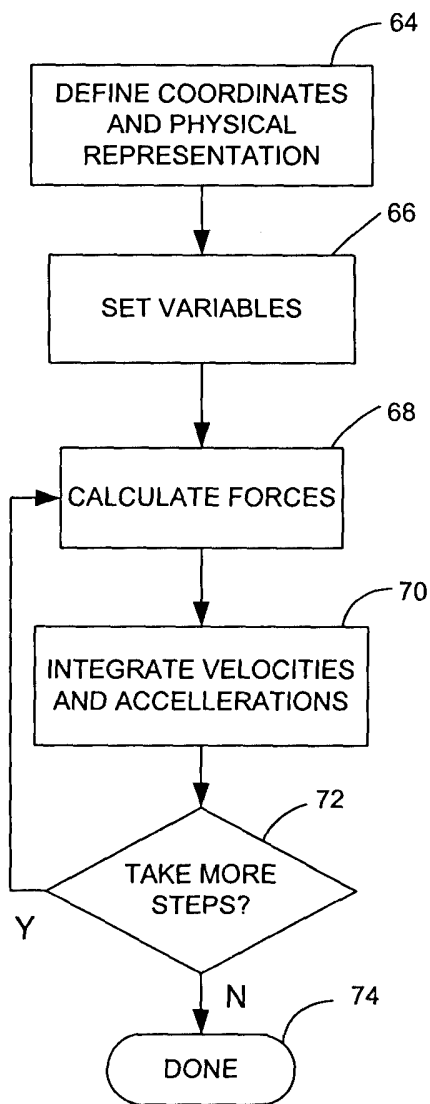 64
DEFINE COORDINATES
AND PHYSICAL
REPRESENTATION
66
SET VARIABLES
68
CALCULATE FORCES
70
INTEGRATE VELOCITIES
AND ACCELLERATIONS
72
TAKE MORE
STEPS?
Y
N
74
DONE